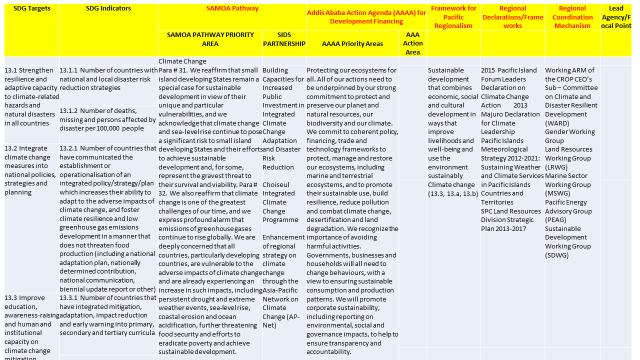 SDG Targets
SDG Indicators
SAMOA Pathway
Addis Ababa Action Agenda (AAAA) for
Development Financing
Framework for
Pacific
Regionalism
Regional
Declarations/Frame
works
Regional
Coordination
Mechanism
Lead
Agency/F
ocal Point
SAMOA PATHWAY PRIORITY
AREA
SIDS
PARTNERSHIP
AAAA Priority Areas
AAA
Action
Area
Climate Change
13.1 Strengthen
resilience and
adaptive capacity
to climate-related
hazards and
natural disasters
in all countries
13.1.1 Number of countries with
national and local disaster risk
reduction strategies
13.1.2 Number of deaths,
missing and persons affected by
disaster per 100,000 people
13.2 Integrate
climate change
measures into
national policies,
strategies and
planning
13.2.1 Number of countries that
have communicated the
establishment or
operationalisation of an
integrated policy/strategy/plan
which increases their ability to
adapt to the adverse impacts of
climate change, and foster
climate resilience and low
greenhouse gas emissions
development in a manner that
does not threaten food
production (including a national
adaptation plan, nationally
determined contribution,
national communication,
biennial update report or other)
13.3 Improve
education,
awareness-raising
and human and
institutional
capacity on
climate change
mitigation,
13.3.1 Number of countries that
have integrated mitigation,
adaptation, impact reduction
and early warning into primary,
secondary and tertiary curricula
Para # 31. We reaffirm that small
island developing States remain a
special case for sustainable
development in view of their
unique and particular
vulnerabilities, and we
acknowledge that climate change
and sea-level rise continue to pose
a significant risk to small island
developing States and their efforts
to achieve sustainable
development and, for some,
represent the gravest threat to
their survival and viability. Para#
32. We also reaffirm that climate
change is one of the greatest
challenges of our time, and we
express profound alarm that
emissions of greenhouse gases
continue to rise globally. We are
deeply concerned that all
countries, particularly developing
countries, are vulnerable to the
adverse impacts of climate change
and are already experiencing an
increase in such impacts, including
persistent drought and extreme
weather events, sea-level rise,
coastal erosion and ocean
acidification, further threatening
food security and efforts to
eradicate poverty and achieve
sustainable development.
Building
Capacities for
Increased
Public
Investment in
Integrated
Climate
Change
Adaptation
and Disaster
Risk
Reduction
Choiseul
Integrated
Climate
Change
Programme
Enhancement
of regional
strategy on
climate
change
through the
Asia-Pacific
Network on
Climate
Change (AP-
Net)
Protecting our ecosystems for
all. All of our actions need to
be underpinned by our strong
commitment to protect and
preserve our planet and
natural resources, our
biodiversity and our climate.
We commit to coherent policy,
financing, trade and
technology frameworks to
protect, manage and restore
our ecosystems, including
marine and terrestrial
ecosystems, and to promote
their sustainable use, build
resilience, reduce pollution
and combat climate change,
desertification and land
degradation. We recognize the
importance of avoiding
harmful activities.
Governments, businesses and
households will all need to
change behaviours, with a
view to ensuring sustainable
consumption and production
patterns. We will promote
corporate sustainability,
including reporting on
environmental, social and
governance impacts, to help to
ensure transparency and
accountability.
Sustainable
development
that combines
economic, social
and cultural
development in
ways that
improve
livelihoods and
well-being and
use the
environment
sustainably
Climate change
(13.3, 13.a, 13.b)
2015 Pacific Island
Forum Leaders
Declaration on
Climate Change
Action 2013
Majuro Declaration
for Climate
Leadership
Pacific Islands
Meteorological
Strategy 2012-2021:
Sustaining Weather
and Climate Services
in Pacific Islands
Countries and
Territories
SPC Land Resources
Division Strategic
Plan 2013-2017
Working ARM of
the CROP CEO's
Sub – Committee
on Climate and
Disaster Resilient
Development
(WARD)
Gender Working
Group
Land Resources
Working Group
(LRWG)
Marine Sector
Working Group
(MSWG)
Pacific Energy
Advisory Group
(PEAG)
Sustainable
Development
Working Group
(SDWG)